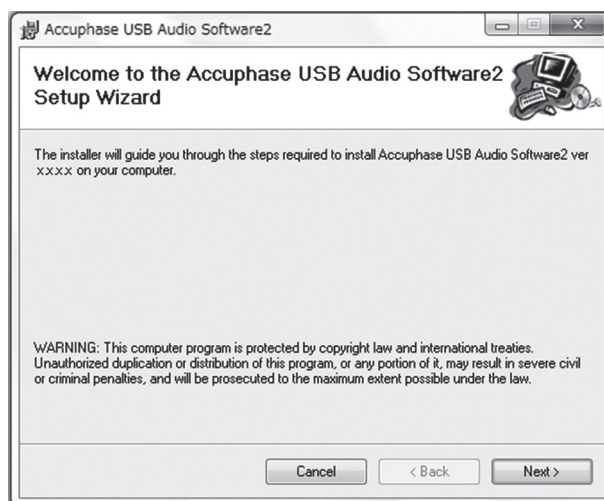 Accuphase USB Audio Software2
Welcome to the Accuphase USB Audio Software2
Setup Wizard
The installer will guide you through the steps required to install Accuphase USB Audio Software2 ver
xxxx on your computer.
WARNING: This computer program is protected by copyright law and international treaties.
Unauthorized duplication or distribution of this program, or any portion of it, may result in severe civil
or criminal penalties, and will be prosecuted to the maximum extent possible under the law.
Cancel
< Back
Next >